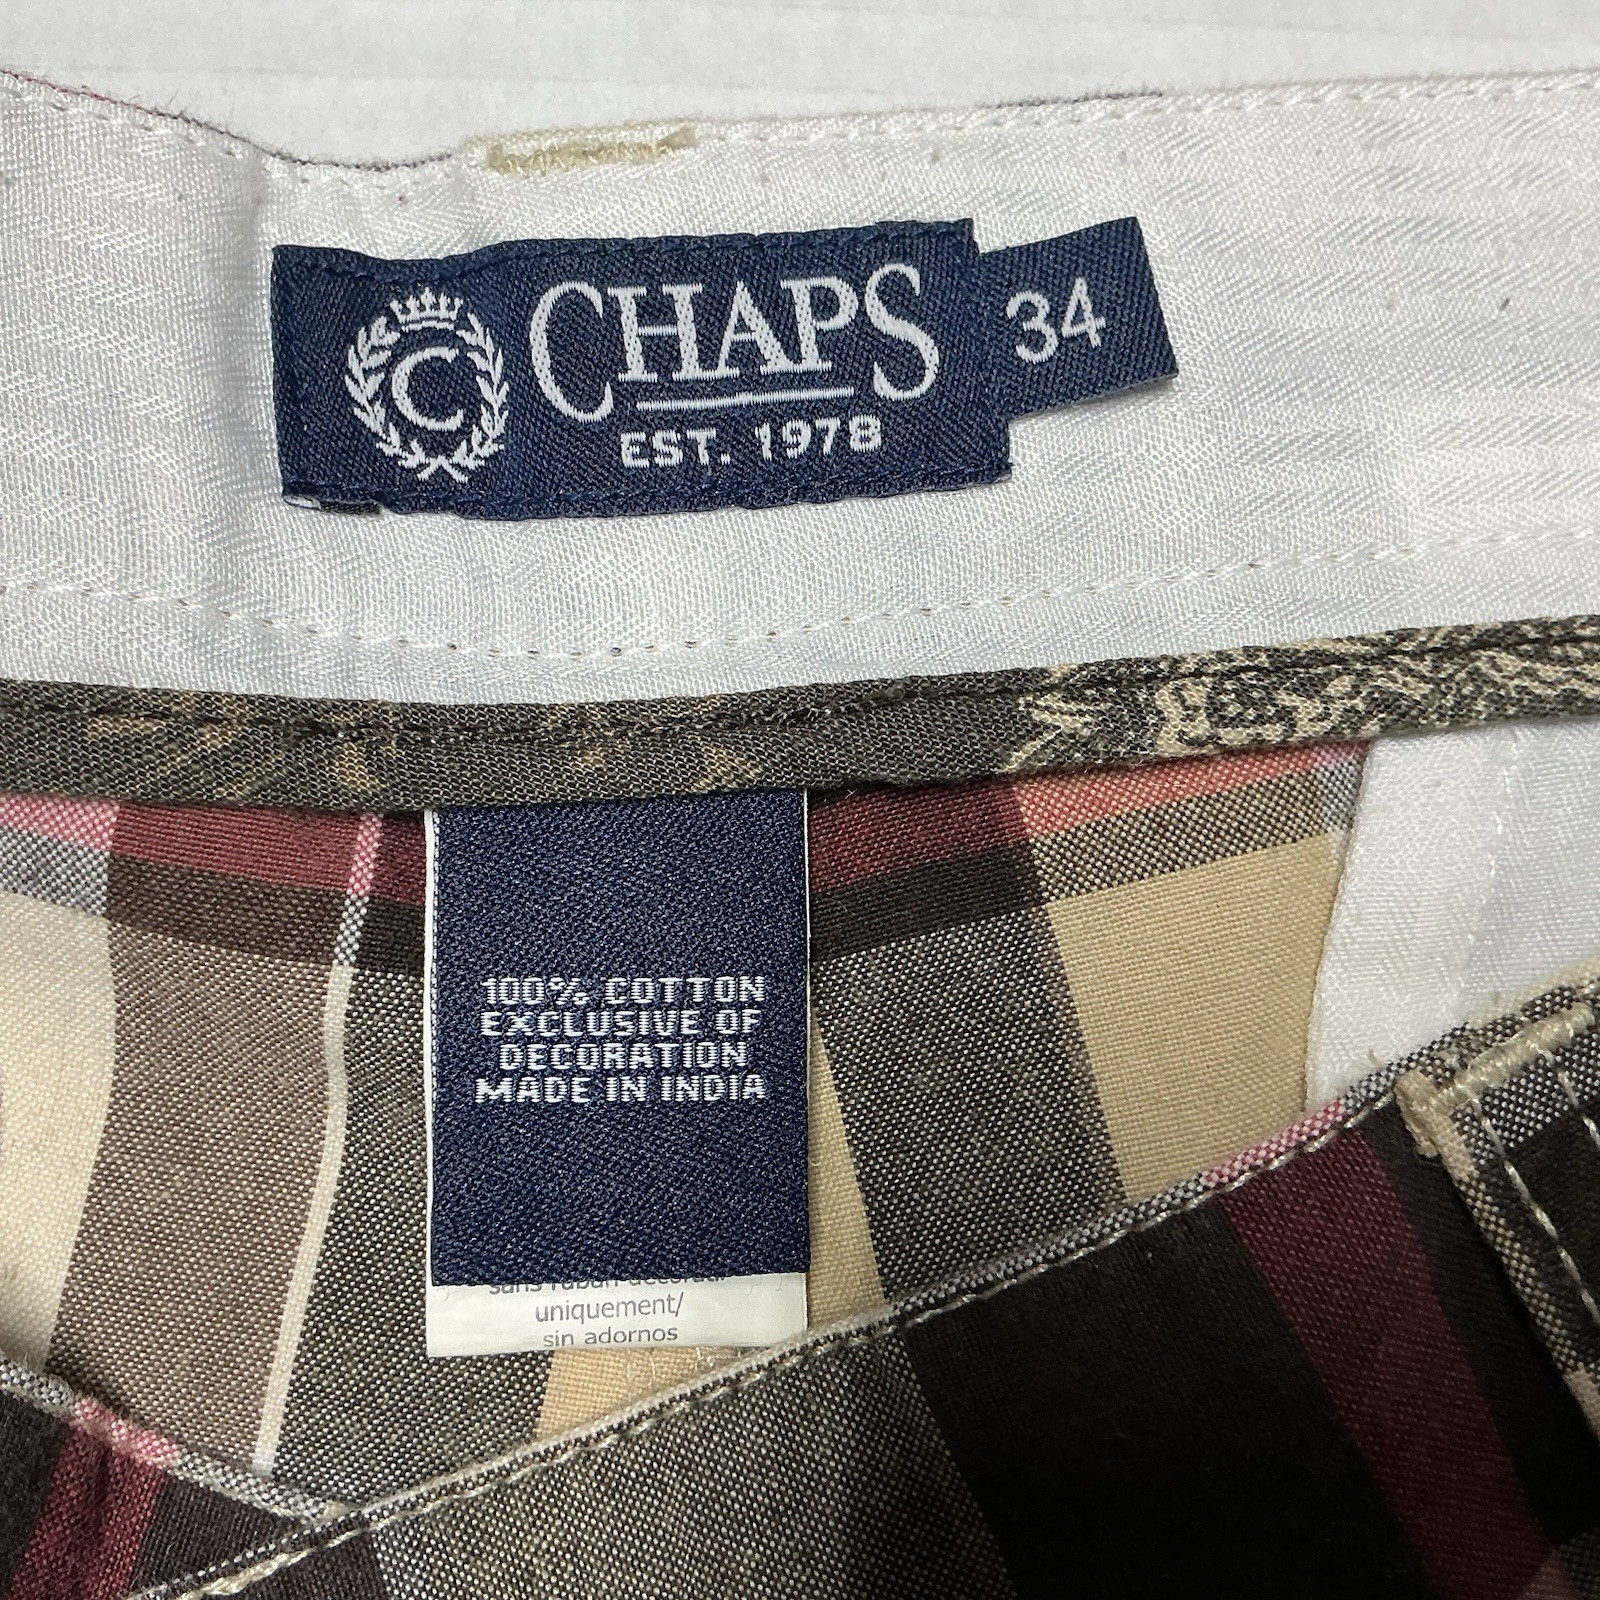 C CHAPS 34
EST. 1978
100% COTTON
EXCLUSIVE OF
DECORATION
MADE IN INDIA
uniquement/
sin adornos